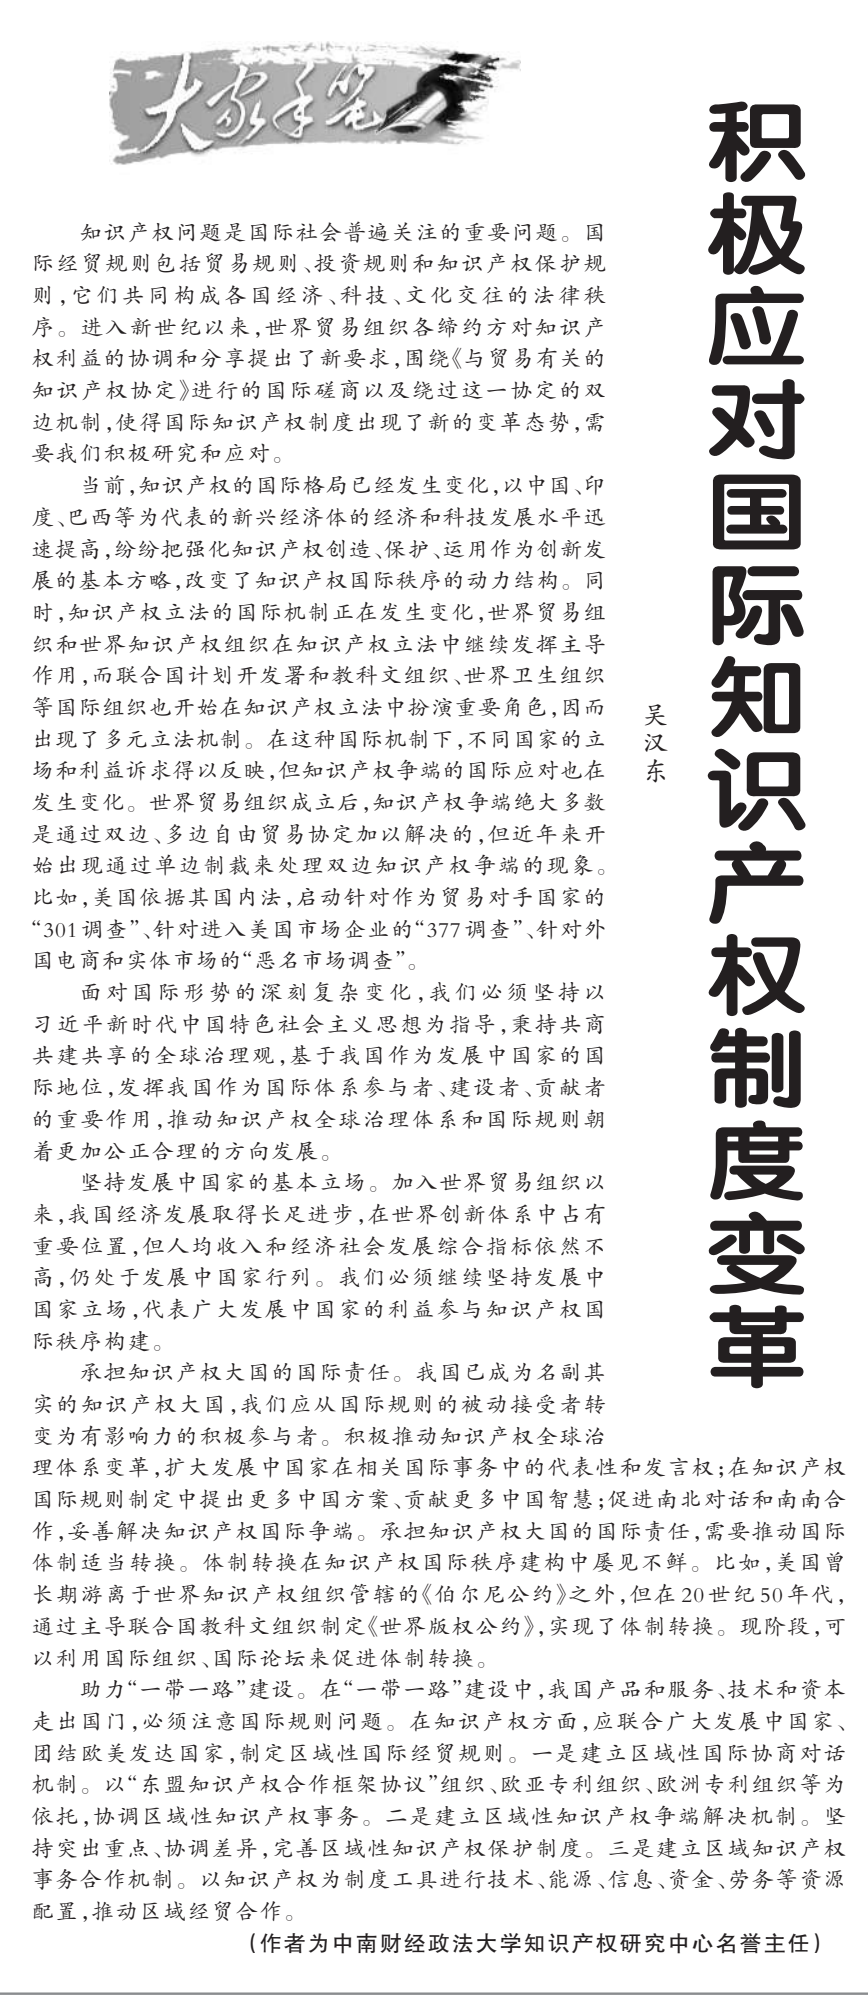 大家手笔
积极应对国际知识产权制度变革
吴汉东
知识产权问题是国际社会普遍关注的重要问题。国
际经贸规则包括贸易规则、投资规则和知识产权保护规
则,它们共同构成各国经济、科技、文化交往的法律秩
序。进入新世纪以来,世界贸易组织各缔约方对知识产
权利益的协调和分享提出了新要求,围绕《与贸易有关的
知识产权协定》进行的国际磋商以及绕过这一协定的双
边机制,使得国际知识产权制度出现了新的变革态势,需
要我们积极研究和应对。
当前,知识产权的国际格局已经发生变化,以中国、印
度、巴西等为代表的新兴经济体的经济和科技发展水平迅
速提高,纷纷把强化知识产权创造、保护、运用作为创新发
展的基本方略,改变了知识产权国际秩序的动力结构。同
时,知识产权立法的国际机制正在发生变化,世界贸易组
织和世界知识产权组织在知识产权立法中继续发挥主导
作用,而联合国计划开发署和教科文组织、世界卫生组织
等国际组织也开始在知识产权立法中扮演重要角色,因而
出现了多元立法机制。在这种国际机制下,不同国家的立
场和利益诉求得以反映,但知识产权争端的国际应对也在
发生变化。世界贸易组织成立后,知识产权争端绝大多数
是通过双边、多边自由贸易协定加以解决的,但近年来开
始出现通过单边制裁来处理双边知识产权争端的现象。
比如,美国依据其国内法,启动针对作为贸易对手国家的
“301调查”、针对进入美国市场企业的“377调查”、针对外
国电商和实体市场的“恶名市场调查”。
面对国际形势的深刻复杂变化,我们必须坚持以
习近平新时代中国特色社会主义思想为指导,秉持共商
共建共享的全球治理观,基于我国作为发展中国家的国
际地位,发挥我国作为国际体系参与者、建设者、贡献者
的重要作用,推动知识产权全球治理体系和国际规则朝
着更加公正合理的方向发展。
坚持发展中国家的基本立场。加入世界贸易组织以
来,我国经济发展取得长足进步,在世界创新体系中占有
重要位置,但人均收入和经济社会发展综合指标依然不
高,仍处于发展中国家行列。我们必须继续坚持发展中
国家立场,代表广大发展中国家的利益参与知识产权国
际秩序构建。
承担知识产权大国的国际责任。我国已成为名副其
实的知识产权大国,我们应从国际规则的被动接受者转
变为有影响力的积极参与者。积极推动知识产权全球治
理体系变革,扩大发展中国家在相关国际事务中的代表性和发言权;在知识产权
国际规则制定中提出更多中国方案、贡献更多中国智慧;促进南北对话和南南合
作,妥善解决知识产权国际争端。承担知识产权大国的国际责任,需要推动国际
体制适当转换。体制转换在知识产权国际秩序建构中屡见不鲜。比如,美国曾
长期游离于世界知识产权组织管辖的《伯尔尼公约》之外,但在20世纪50年代,
通过主导联合国教科文组织制定《世界版权公约》,实现了体制转换。现阶段,可
以利用国际组织、国际论坛来促进体制转换。
助力“一带一路”建设。在“一带一路”建设中,我国产品和服务、技术和资本
走出国门,必须注意国际规则问题。在知识产权方面,应联合广大发展中国家、
团结欧美发达国家,制定区域性国际经贸规则。一是建立区域性国际协商对话
机制。以“东盟知识产权合作框架协议”组织、欧亚专利组织、欧洲专利组织等为
依托,协调区域性知识产权事务。二是建立区域性知识产权争端解决机制。坚
持突出重点、协调差异,完善区域性知识产权保护制度。三是建立区域知识产权
事务合作机制。以知识产权为制度工具进行技术、能源、信息、资金、劳务等资源
配置,推动区域经贸合作。
(作者为中南财经政法大学知识产权研究中心名誉主任)